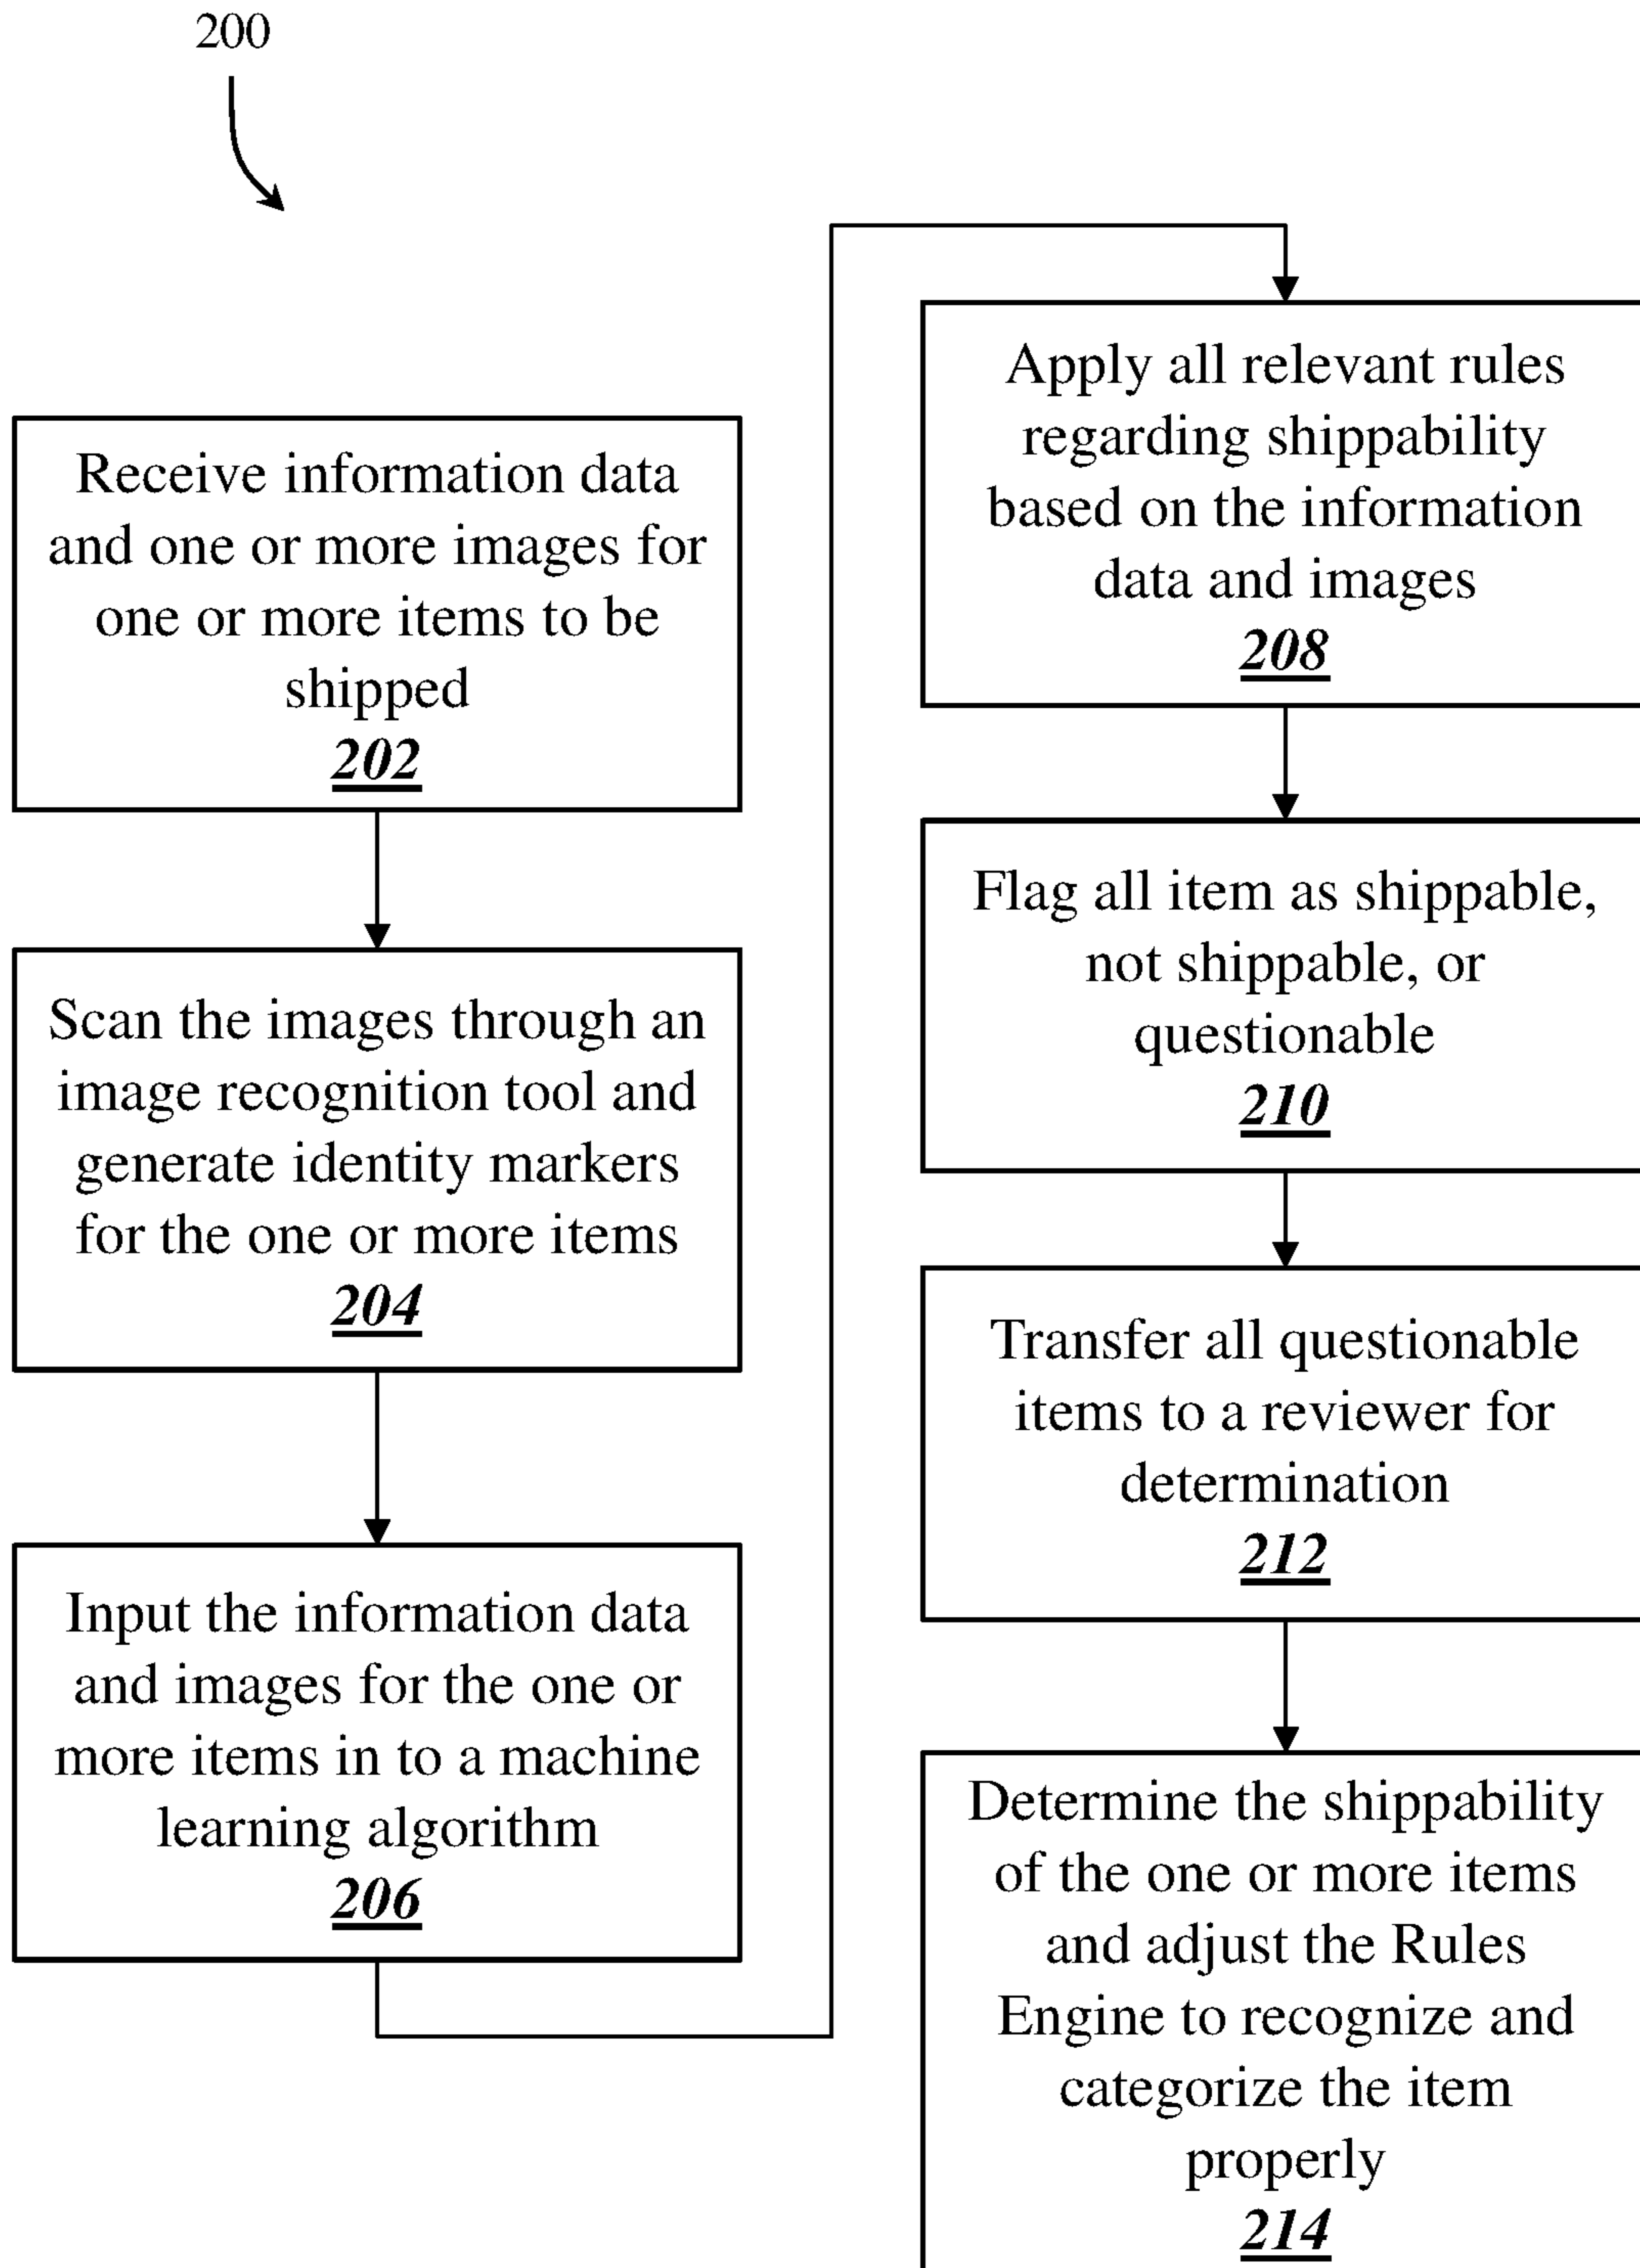 200
Receive information data
and one or more images for
one or more items to be
shipped
202
Scan the images through an
image recognition tool and
generate identity markers
for the one or more items
204
Input the information data
and images for the one or
more items in to a machine
learning algorithm
206
Apply all relevant rules
regarding shippability
based on the information
data and images
208
Flag all item as shippable,
not shippable, or
questionable
210
Transfer all questionable
items to a reviewer for
determination
212
Determine the shippability
of the one or more items
and adjust the Rules
Engine to recognize and
categorize the item
properly
214